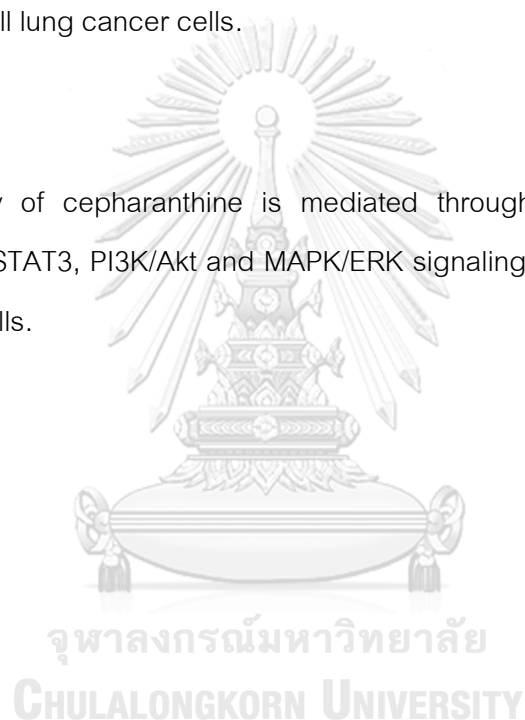 ll lung cancer cells.
of cepharanthine is mediated through
STAT3, PI3K/Akt and MAPK/ERK signaling
lls.
จุฬาลงกรณ์มหาวิทยาลัย
CHULALONGKORN UNIVERSITY